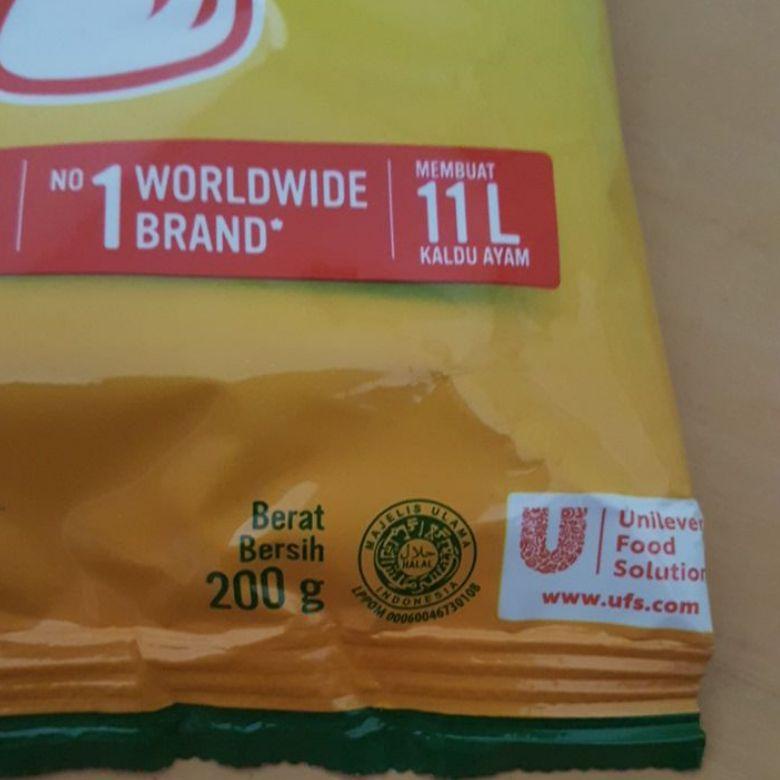 NO 1 WORLDWIDE
BRAND*
MEMBUAT
11 L
KALDU AYAM
Berat
Bersih
200 g
MAJELIS ULAMA
حلال
HALAL
INDONESIA
LPPOM 00060046730108
U
Unilever
Food
Solution
www.ufs.com